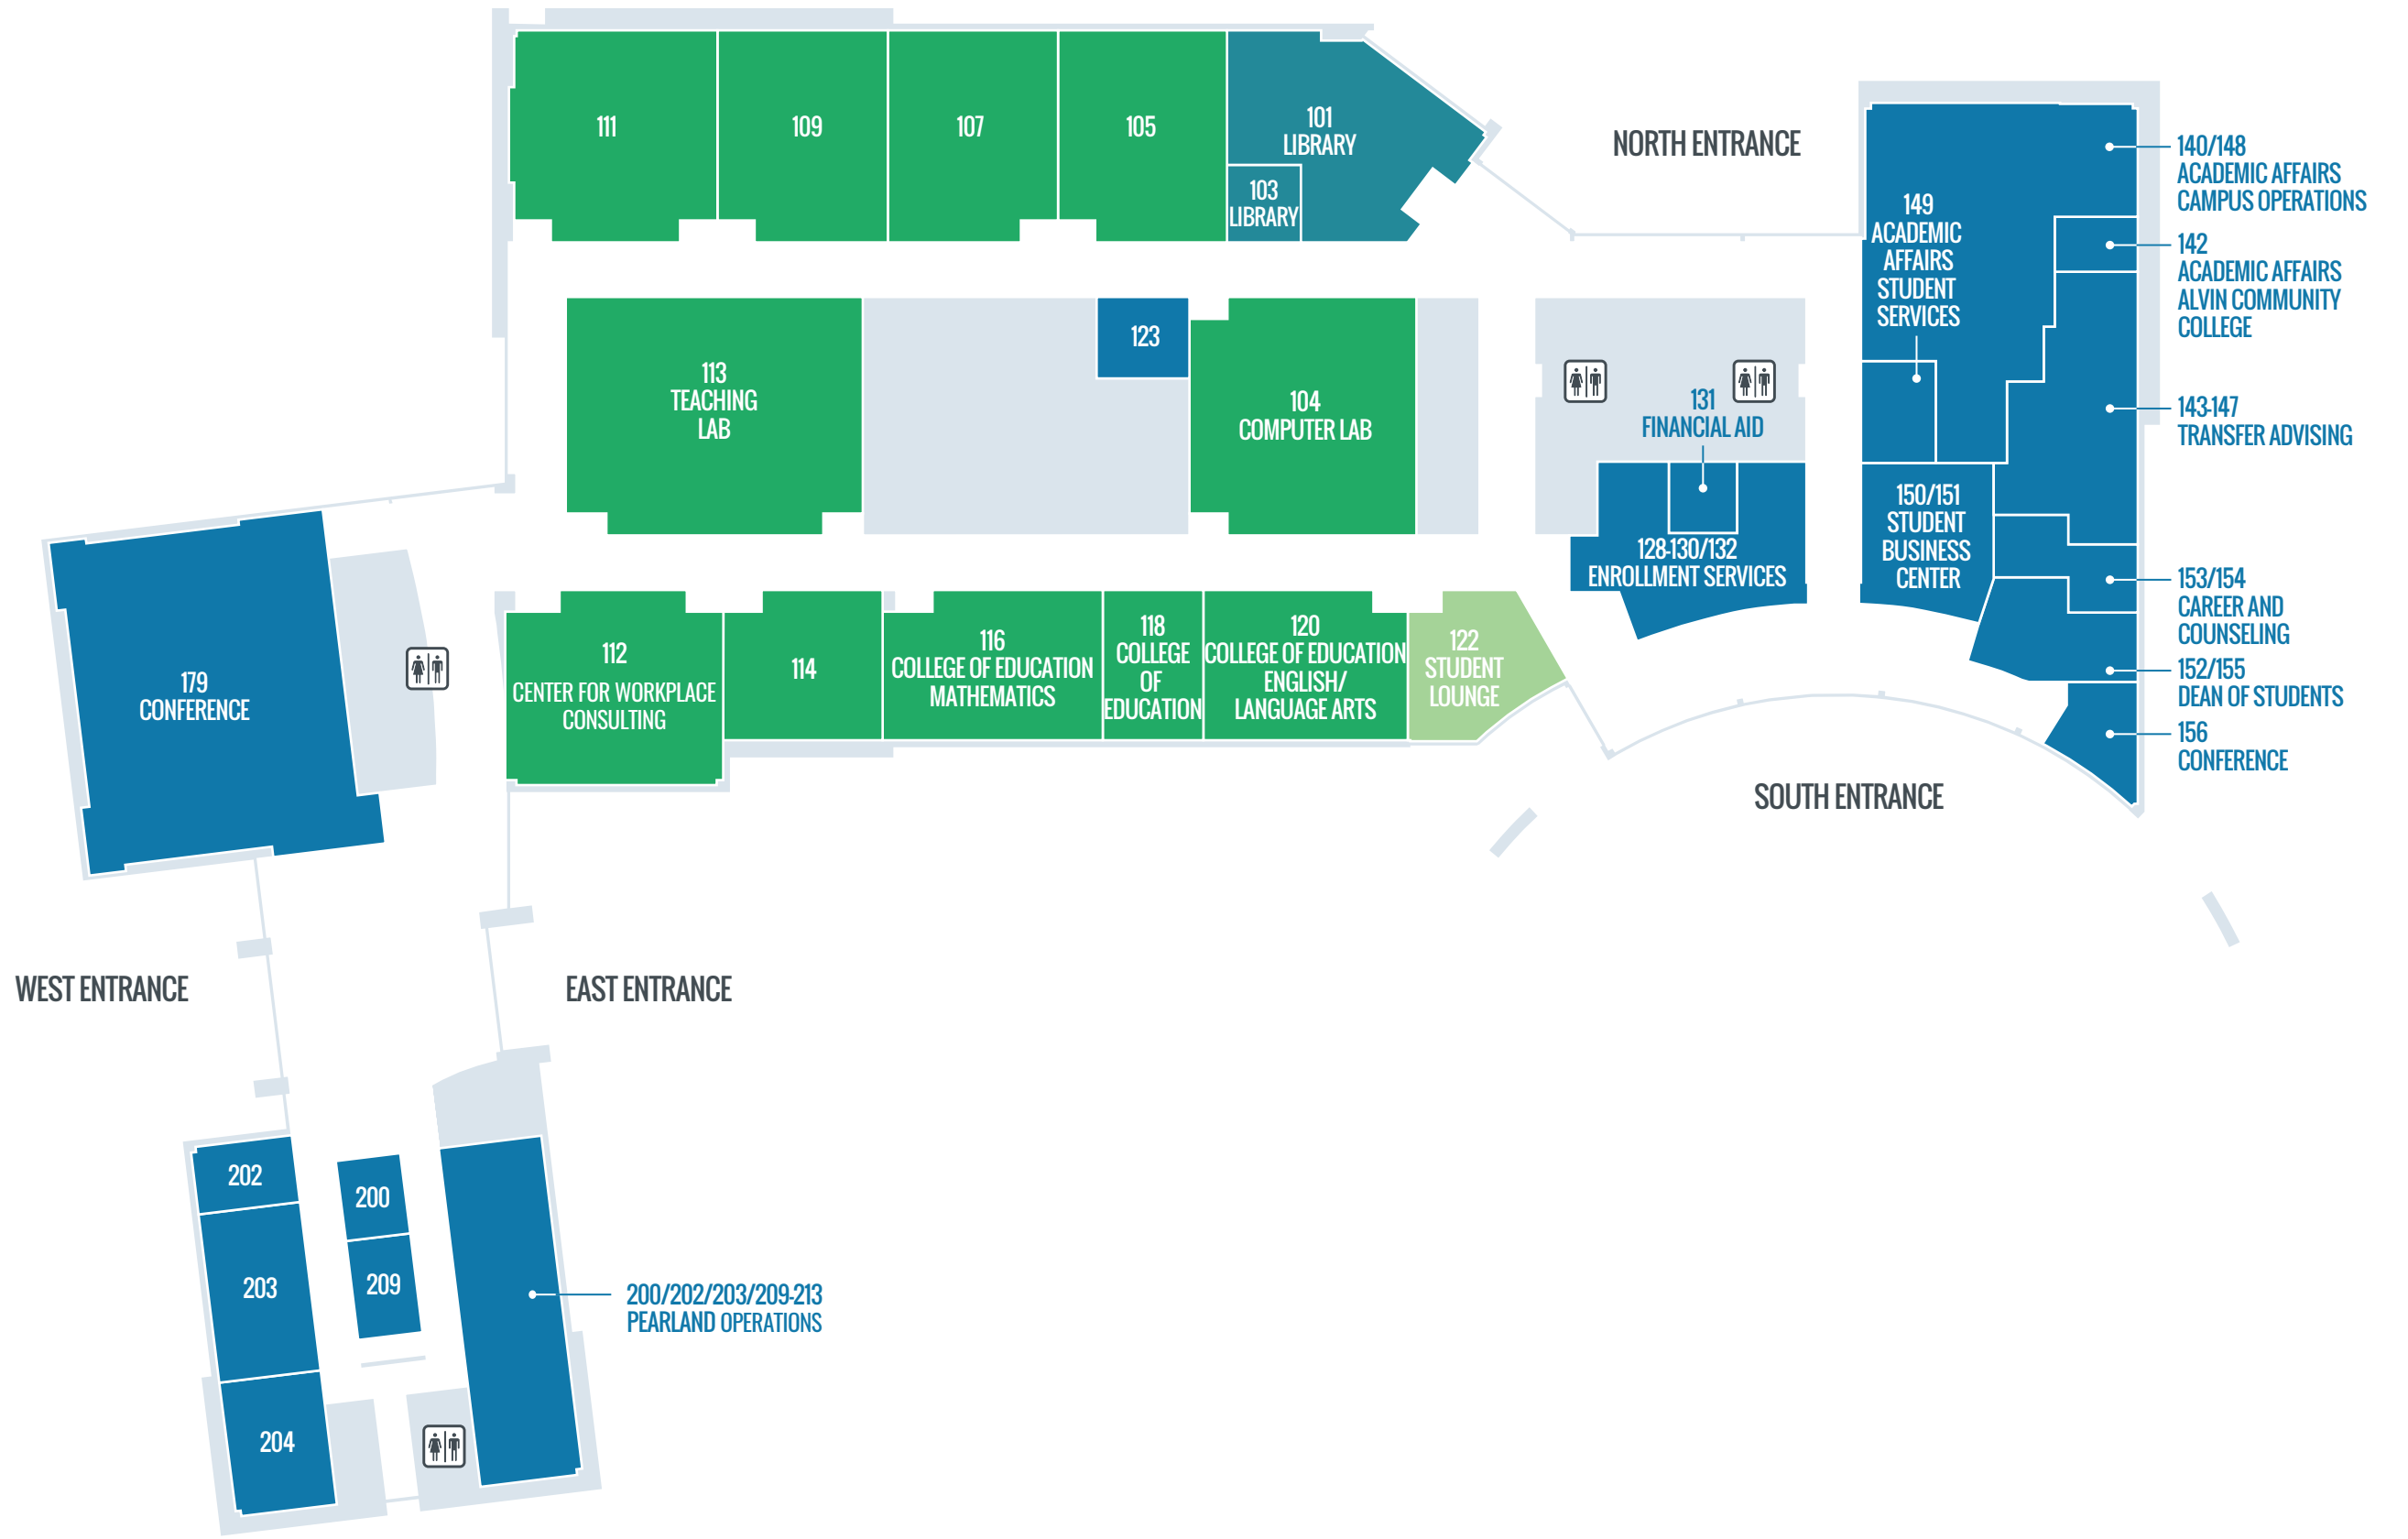 111
109
107
105
101
LIBRARY
103
LIBRARY
NORTH ENTRANCE
149
ACADEMIC
AFFAIRS
STUDENT
SERVICES
140/148
ACADEMIC AFFAIRS
CAMPUS OPERATIONS
142
ACADEMIC AFFAIRS
ALVIN COMMUNITY
COLLEGE
143-147
TRANSFER ADVISING
113
TEACHING
LAB
123
104
COMPUTER LAB
131
FINANCIAL AID
128-130/132
ENROLLMENT SERVICES
150/151
STUDENT
BUSINESS
CENTER
153/154
CAREER AND
COUNSELING
152/155
DEAN OF STUDENTS
156
CONFERENCE
179
CONFERENCE
112
CENTER FOR WORKPLACE
CONSULTING
114
116
COLLEGE OF EDUCATION
MATHEMATICS
118
COLLEGE
OF
EDUCATION
120
COLLEGE OF EDUCATION
ENGLISH/
LANGUAGE ARTS
122
STUDENT
LOUNGE
SOUTH ENTRANCE
WEST ENTRANCE
EAST ENTRANCE
202
200
203
209
204
200/202/203/209-213
PEARLAND OPERATIONS